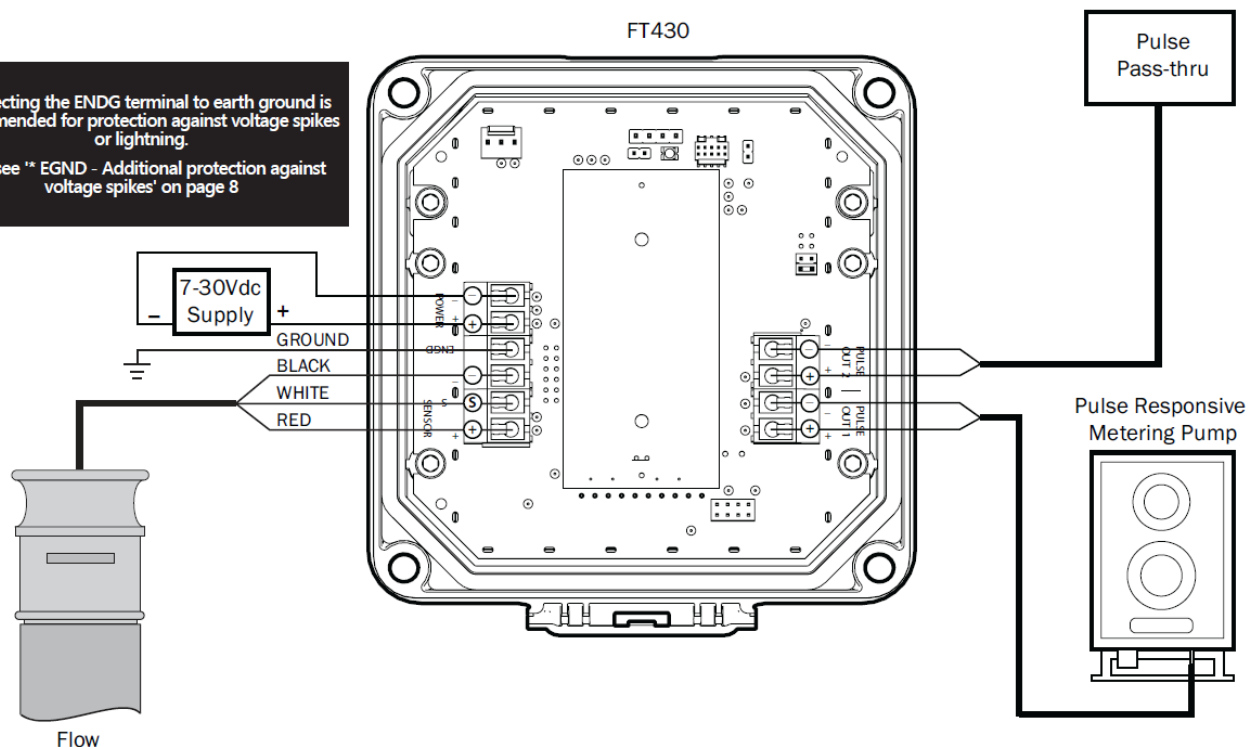 FT430
Pulse
Pass-thru
ecting the ENDG terminal to earth ground is
mended for protection against voltage spikes
or lightning.
see '* EGND - Additional protection against
voltage spikes' on page 8
7-30Vdc
Supply
−
+
GROUND
BLACK
WHITE
RED
−
+
POWER
ENGD
−
S
+
SENSOR
S
−
+
PULSE
OUT 2
−
+
PULSE
OUT 1
Pulse Responsive
Metering Pump
Flow